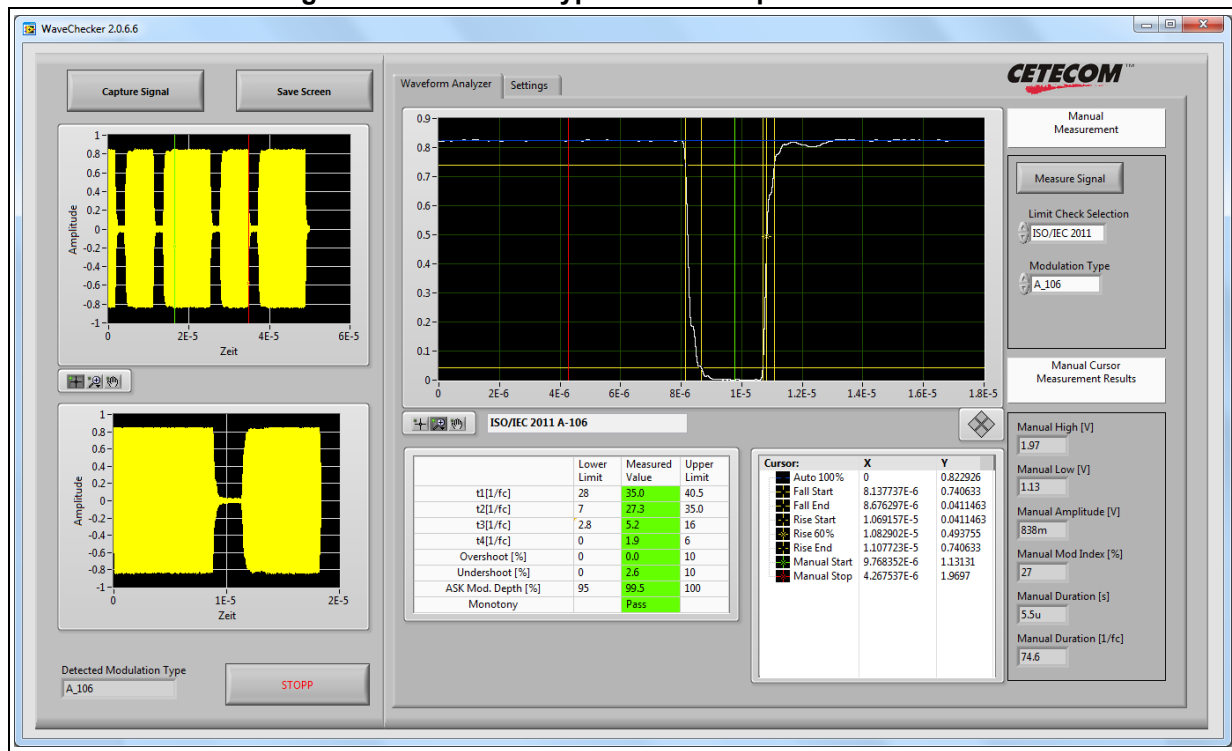 WaveChecker 2.0.6.6
Capture Signal
Save Screen
1
0.8
0.6
0.4
0.2
0
-0.2
-0.4
-0.6
-0.8
-1
Amplitude
0 2E-5 4E-5 6E-5
Zeit
1
0.8
0.6
0.4
0.2
0
-0.2
-0.4
-0.6
-0.8
-1
Amplitude
0 1E-5 2E-5
Zeit
Detected Modulation Type
A_106
STOPP
Waveform Analyzer Settings
CETECOM™
0.9
0.8
0.7
0.6
0.5
0.4
0.3
0.2
0.1
0
0 2E-6 4E-6 6E-6 8E-6 1E-5 1.2E-5 1.4E-5 1.6E-5 1.8E-5
ISO/IEC 2011 A-106
Lower Limit Measured Value Upper Limit
t1[1/fc] 28 35.0 40.5
t2[1/fc] 7 27.3 35.0
t3[1/fc] 2.8 5.2 16
t4[1/fc] 0 1.9 6
Overshoot [%] 0 0.0 10
Undershoot [%] 0 2.6 10
ASK Mod. Depth [%] 95 99.5 100
Monotony Pass
Cursor: X Y
Auto 100% 0 0.822926
Fall Start 8.137737E-6 0.740633
Fall End 8.676297E-6 0.0411463
Rise Start 1.069157E-5 0.0411463
Rise 60% 1.082902E-5 0.493755
Rise End 1.107723E-5 0.740633
Manual Start 9.768352E-6 1.13131
Manual Stop 4.267537E-6 1.9697
Manual
Measurement
Measure Signal
Limit Check Selection
ISO/IEC 2011
Modulation Type
A_106
Manual Cursor
Measurement Results
Manual High [V]
1.97
Manual Low [V]
1.13
Manual Amplitude [V]
838m
Manual Mod Index [%]
27
Manual Duration [s]
5.5u
Manual Duration [1/fc]
74.6